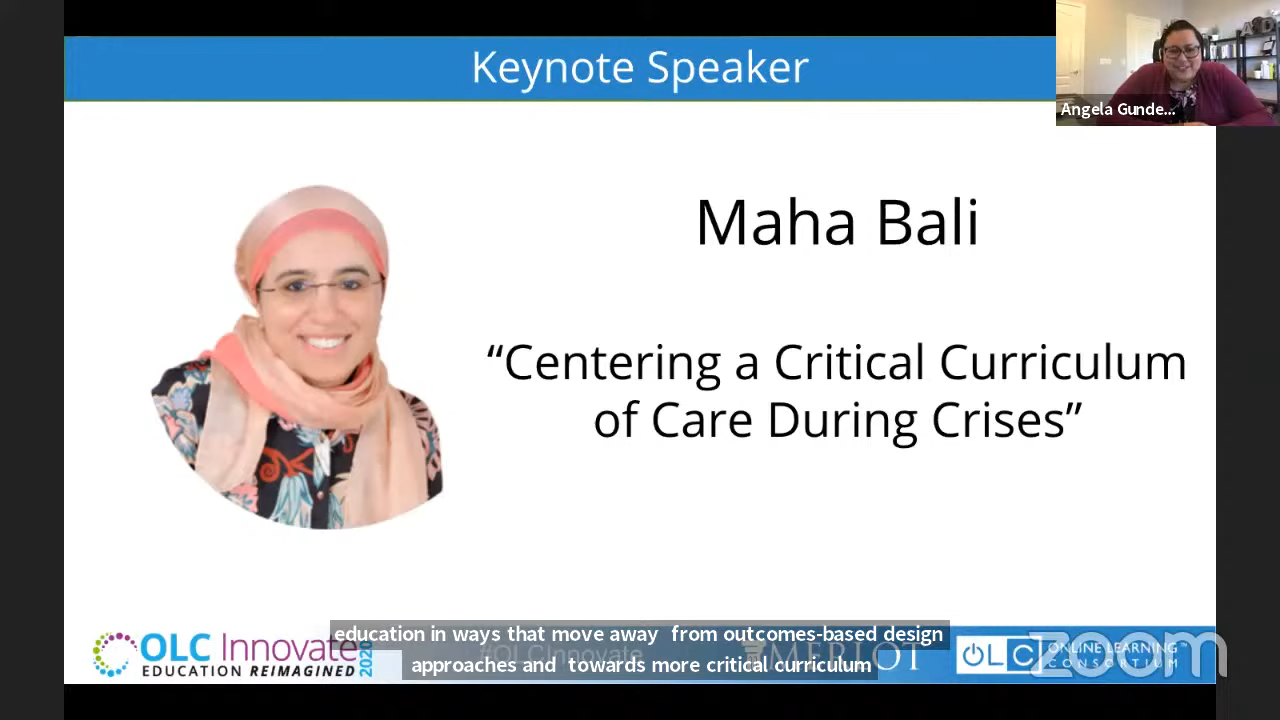 Keynote Speaker
Angela Gunde...
Maha Bali
“Centering a Critical Curriculum
of Care During Crises”
education in ways that move away from outcomes-based design
approaches and towards more critical curriculum
OLC Innovate 2020
EDUCATION REIMAGINED
#OLCInnovate
MERLOT
OLC ONLINE LEARNING
CONSORTIUM™
zoom